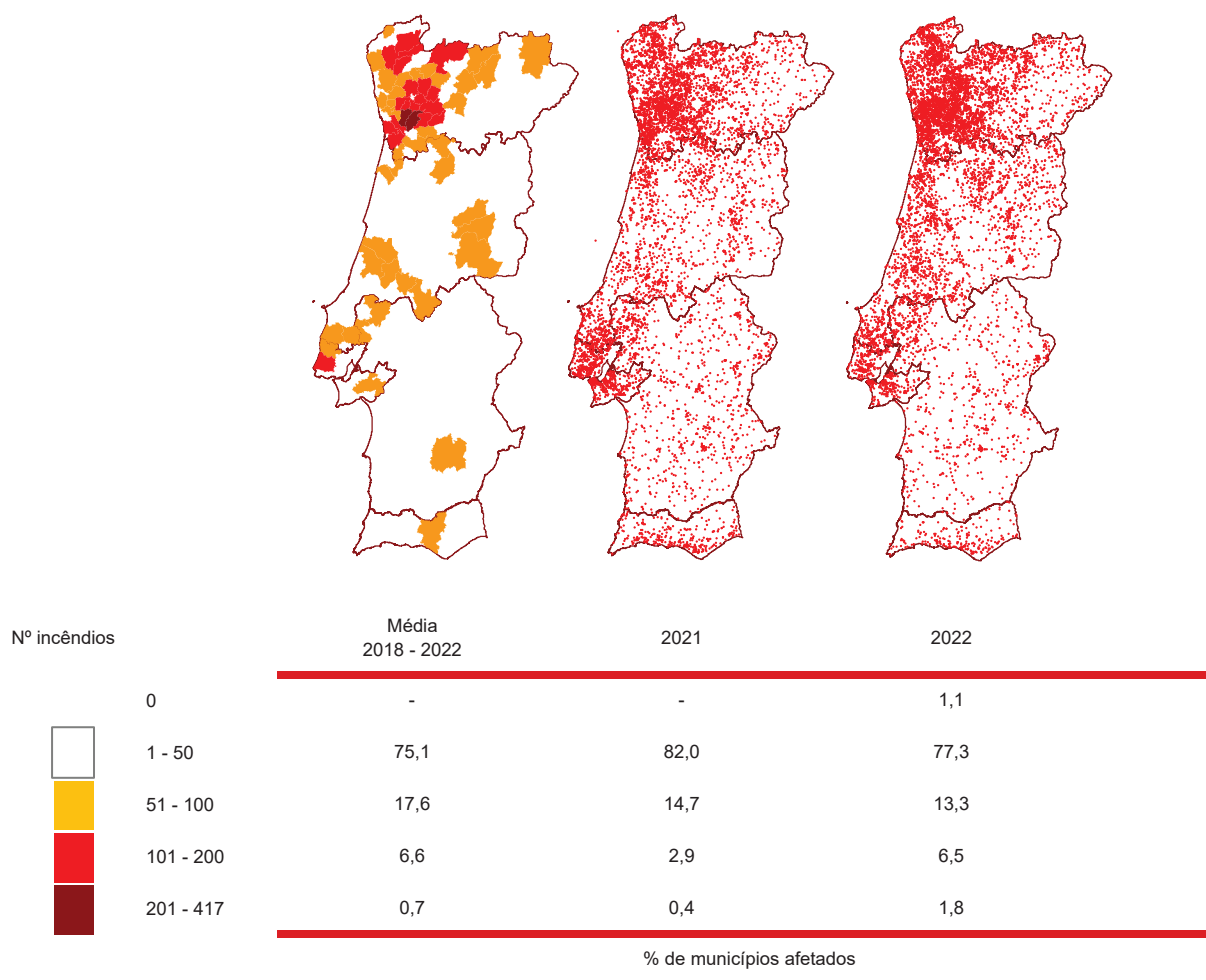 Nº incêndios
Média
2018 - 2022
2021
2022
0 - - 1,1
1 - 50 75,1 82,0 77,3
51 - 100 17,6 14,7 13,3
101 - 200 6,6 2,9 6,5
201 - 417 0,7 0,4 1,8
% de municípios afetados